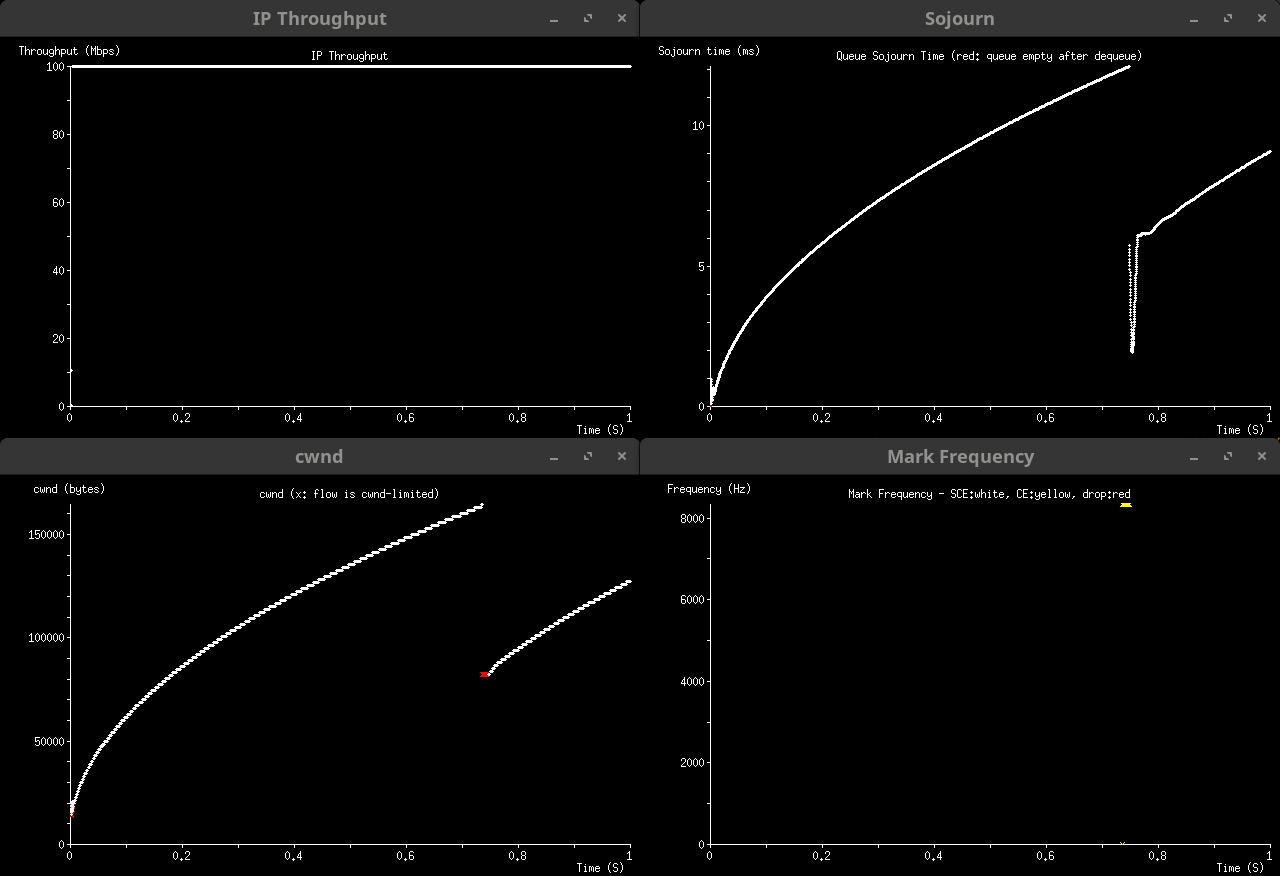 IP Throughput
Throughput (Mbps)
IP Throughput
100
80
60
40
20
0
0 0.2 0.4 0.6 0.8 1
Time (S)
Sojourn
Sojourn time (ms)
Queue Sojourn Time (red: queue empty after dequeue)
10
5
0
0 0.2 0.4 0.6 0.8 1
Time (S)
cwnd
cwnd (bytes)
cwnd (x: flow is cwnd-limited)
150000
100000
50000
0
0 0.2 0.4 0.6 0.8 1
Time (S)
Mark Frequency
Frequency (Hz)
Mark Frequency - SCE:white, CE:yellow, drop:red
8000
6000
4000
2000
0
0 0.2 0.4 0.6 0.8 1
Time (S)